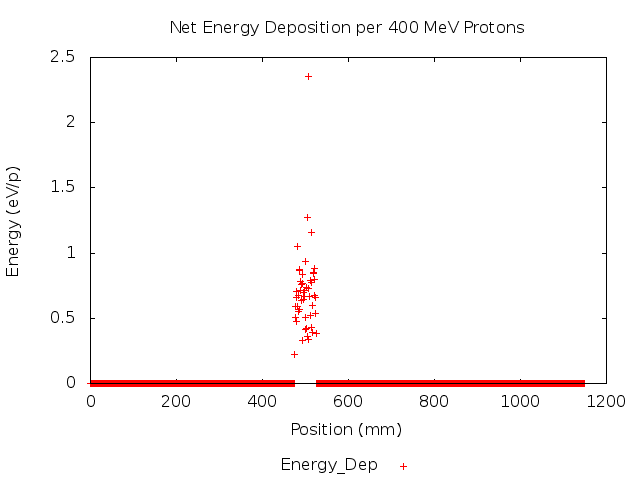 Net Energy Deposition per 400 MeV Protons
2.5
2
1.5
1
0.5
0
Energy (eV/p)
0 200 400 600 800 1000 1200
Position (mm)
Energy_Dep